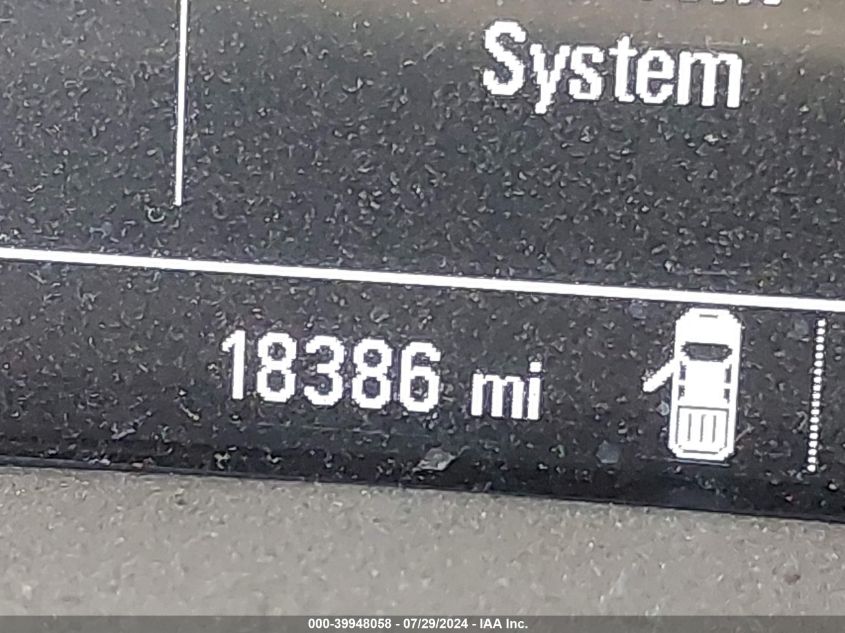 System
18386 mi
000-39948058 - 07/29/2024 - IAA Inc.